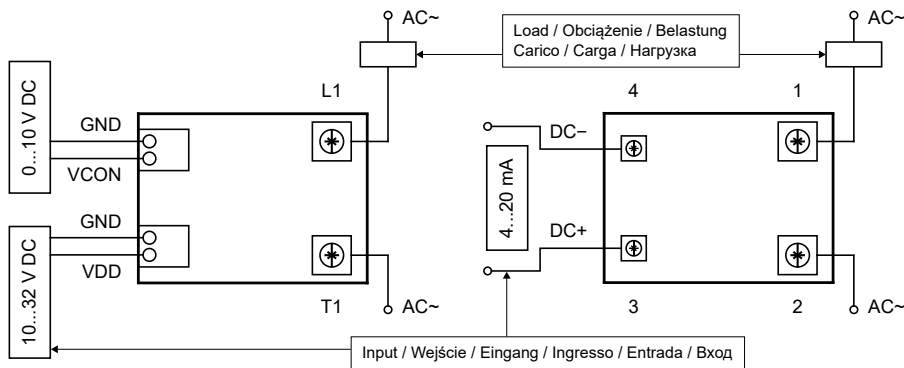 AC~
AC~
Load / Obciążenie / Belastung
Carico / Carga / Нагрузка
L1
4
1
0...10 V DC
GND
VCON
DC−
4...20 mA
GND
VDD
DC+
10...32 V DC
T1
3
2
AC~
AC~
Input / Wejście / Eingang / Ingresso / Entrada / Вход